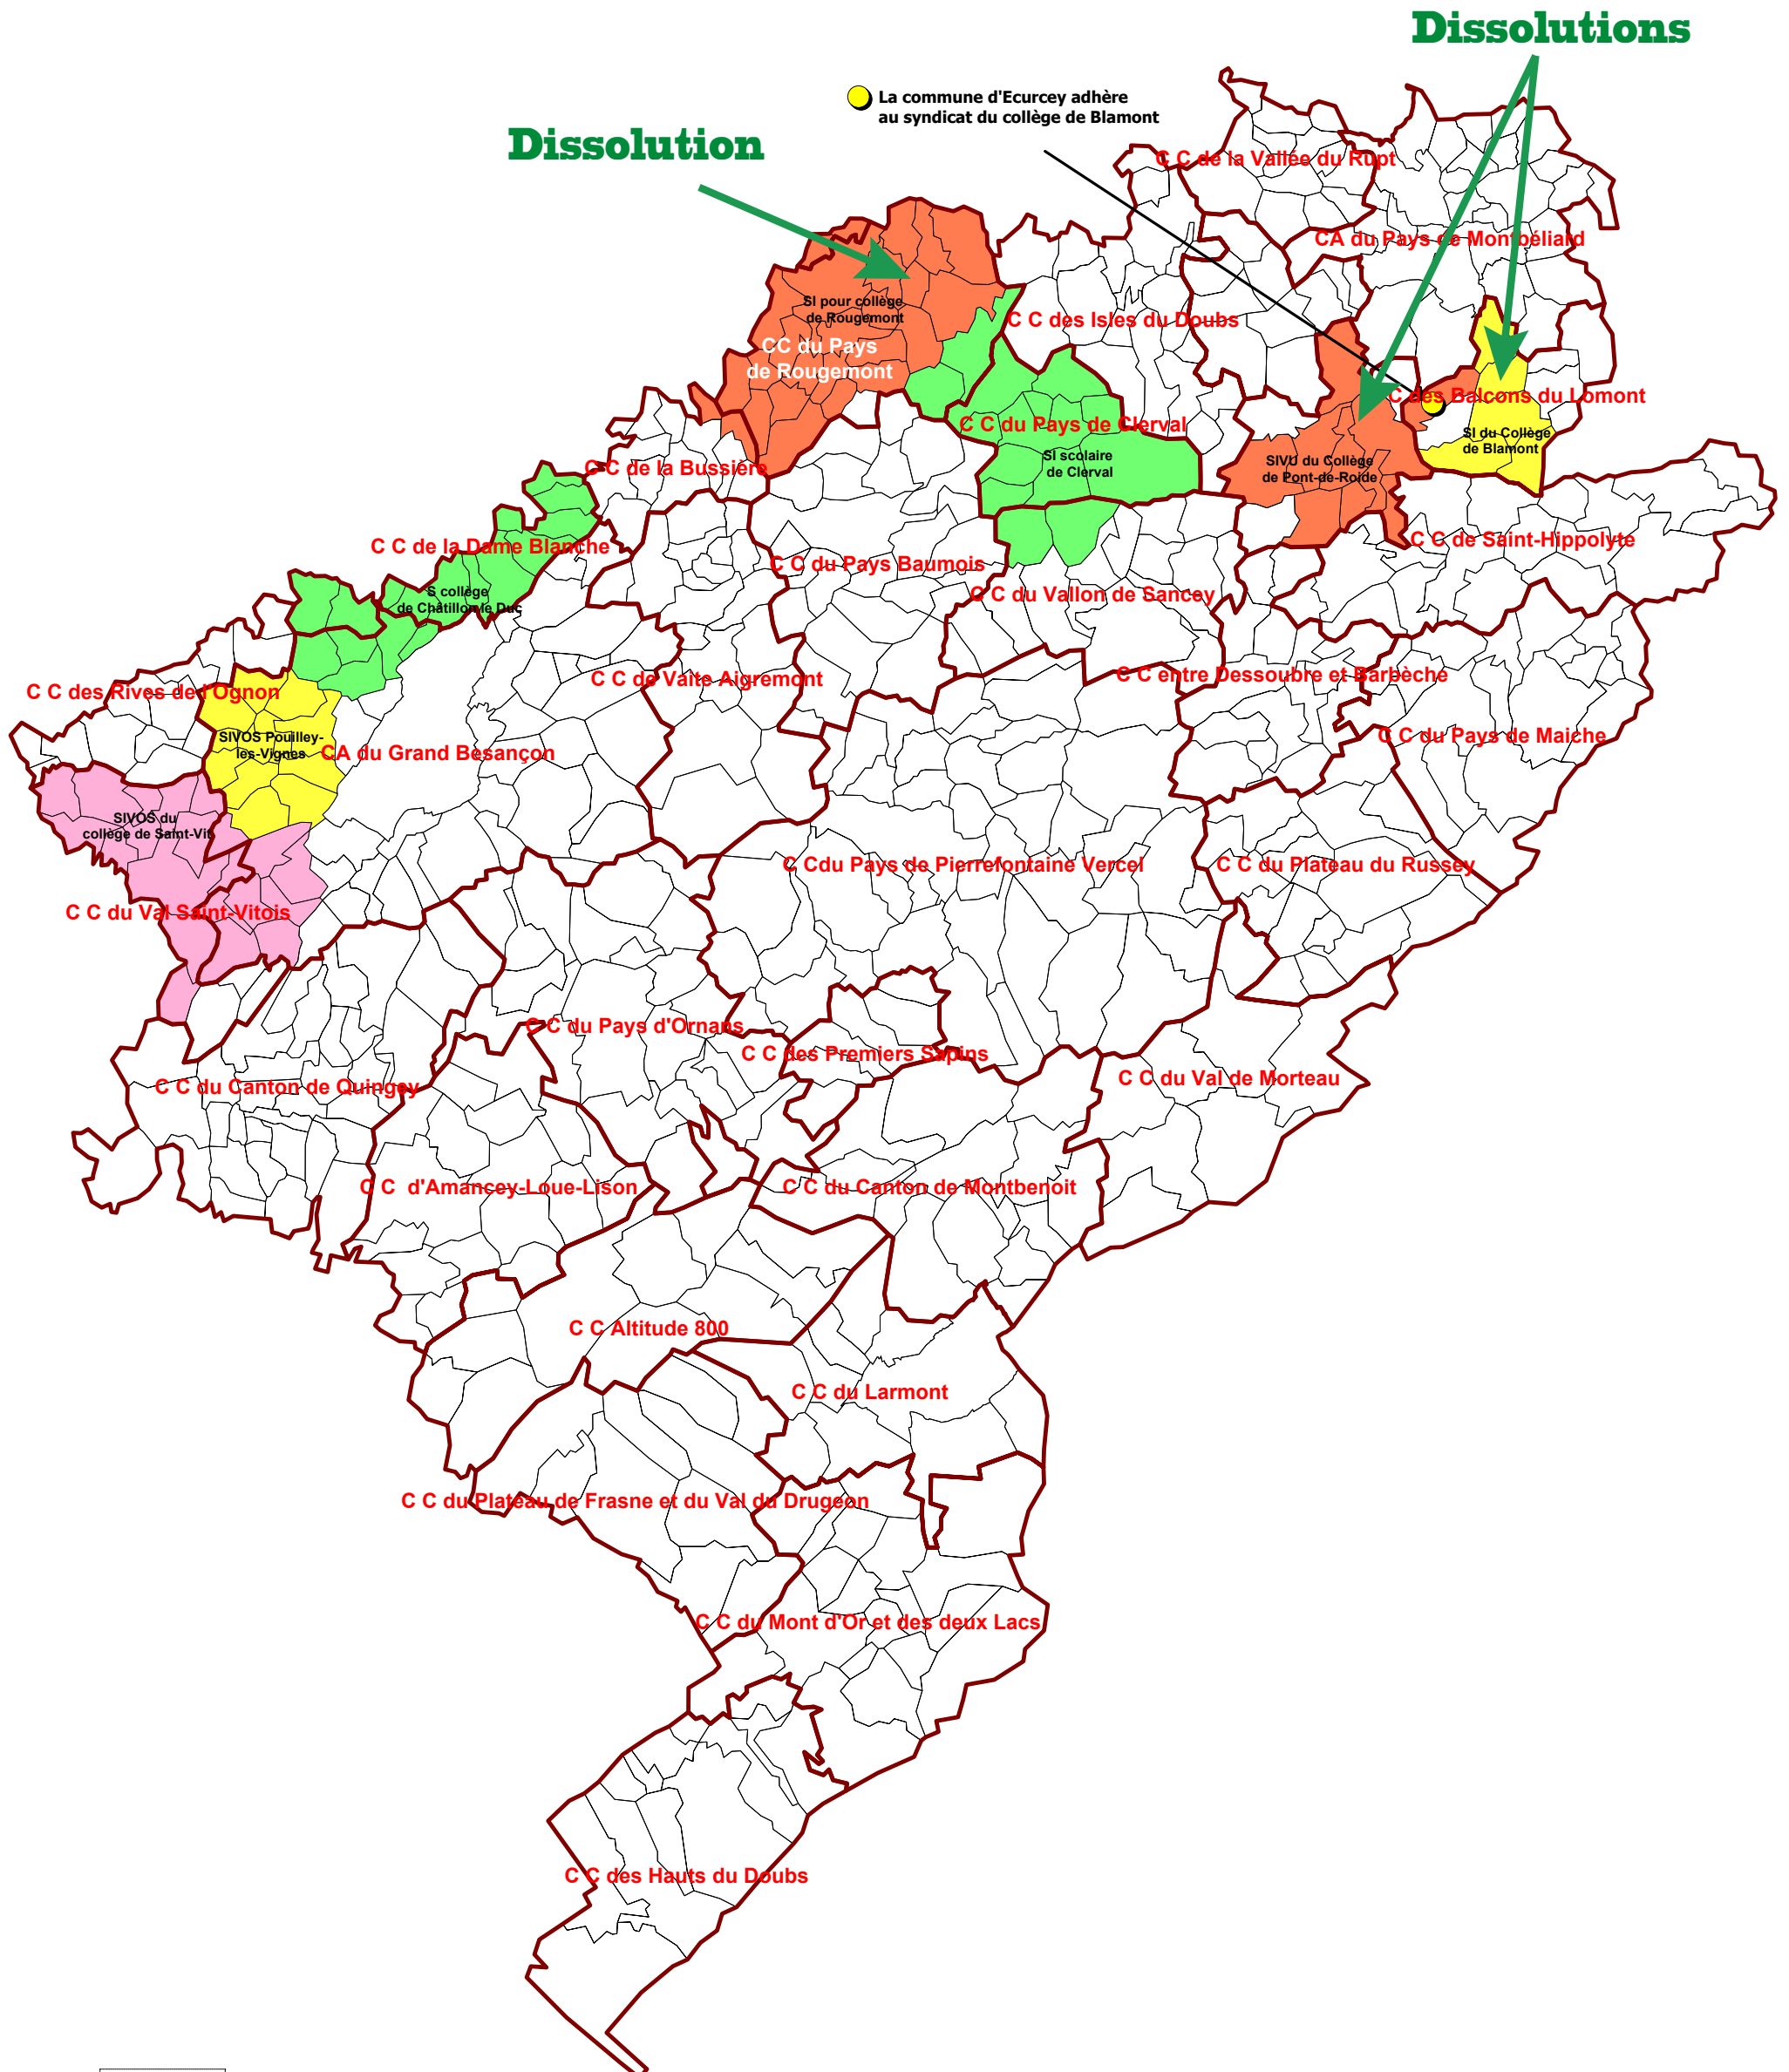 Dissolutions
La commune d'Ecurcey adhère
au syndicat du collège de Blamont
Dissolution
C C de la Vallée du Rupt
CA du Pays de Montbéliard
SI pour collège
de Rougemont
C C des Isles du Doubs
CC du Pays
de Rougemont
C des Balcons du Lomont
C C du Pays de Clerval
SI du Collège
de Blamont
SI scolaire
de Clerval
SIVU du Collège
de Pont-de-Roide
C C de la Bussière
C C de la Dame Blanche
C C de Saint-Hippolyte
C C du Pays Baumois
C C du Vallon de Sancey
S collège
de Châtillon le Duc
C C de Vaite Aigremont
C C entre Dessoubre et Barbèche
C C des Rives de l'Ognon
SIVOS Pouilley-
les-Vignes
CA du Grand Besançon
C C du Pays de Maiche
SIVOS du
collège de Saint-Vit
C Cdu Pays de Pierrefontaine Vercel
C C du Plateau du Russey
C C du Val Saint-Vitois
C C du Pays d'Ornans
C C des Premiers Sapins
C C du Val de Morteau
C C du Canton de Quingey
C C d'Amancey-Loue-Lison
C C du Canton de Montbenoit
C C Altitude 800
C C du Larmont
C C du Plateau de Frasne et du Val du Drugeon
C C du Mont d'Or et des deux Lacs
C C des Hauts du Doubs